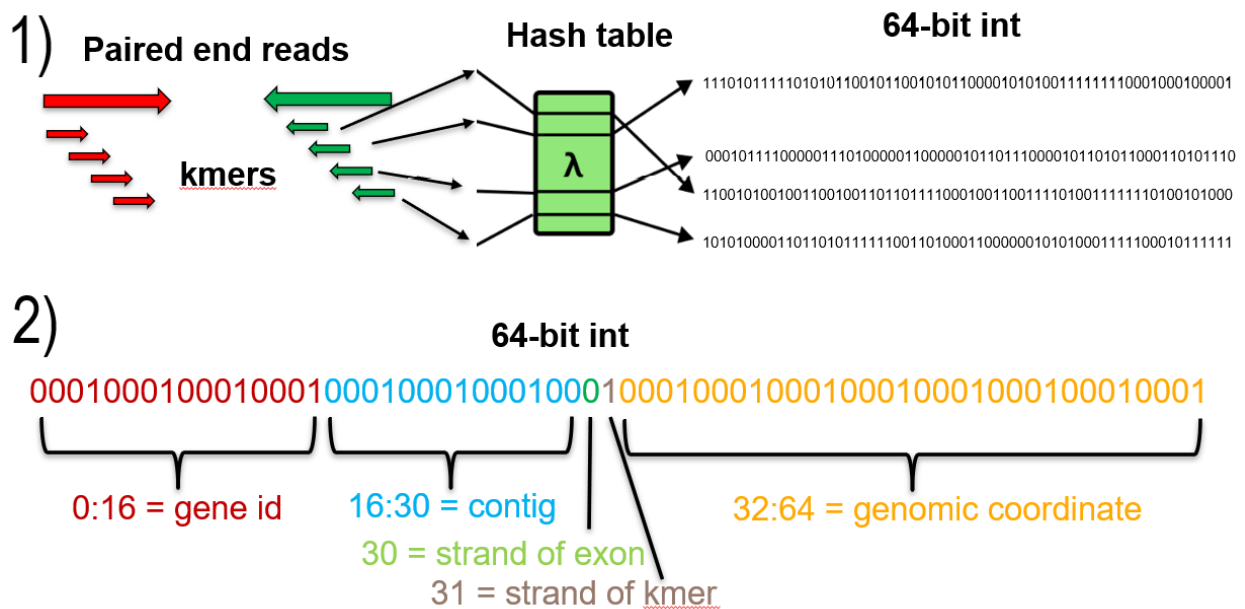 1)
Paired end reads
Hash table
64-bit int
kmers
λ
11101011111010101100101100101011000010101001111111110001000100001
0001011110000011101000001100000101101110000101101011000110101110
1100101001001100100110110111100010011001111010011111110100101000
1010100001101101011111100110100011000000101010001111100010111111
2)
64-bit int
0001000100010001000100010001000100010001000100010001000100010001
0:16 = gene id
16:30 = contig
32:64 = genomic coordinate
30 = strand of exon
31 = strand of kmer